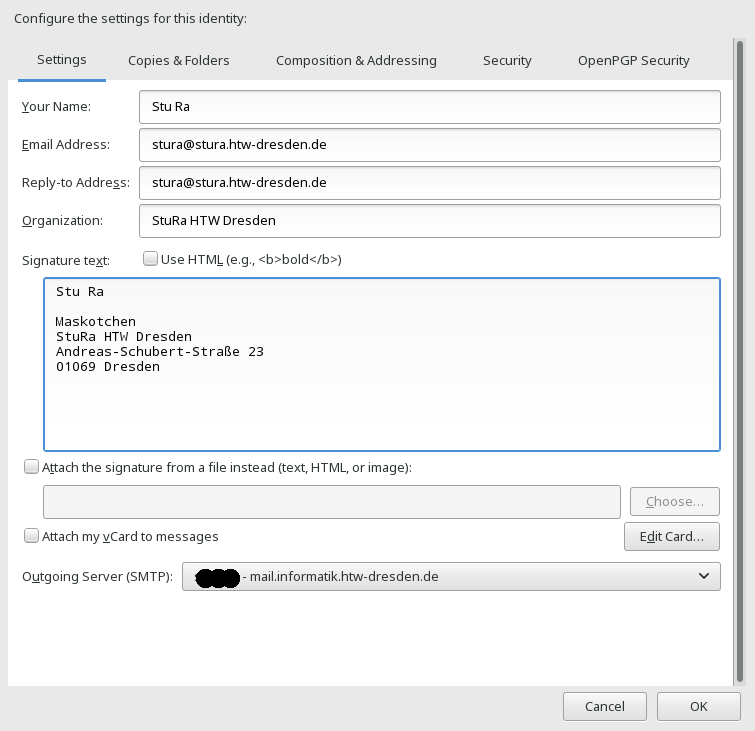 Configure the settings for this identity:
Settings Copies & Folders Composition & Addressing Security OpenPGP Security
Your Name: Stu Ra
Email Address: stura@stura.htw-dresden.de
Reply-to Address: stura@stura.htw-dresden.de
Organization: StuRa HTW Dresden
Signature text: Use HTML (e.g., <b>bold</b>)
Stu Ra
Maskotchen
StuRa HTW Dresden
Andreas-Schubert-Straße 23
01069 Dresden
Attach the signature from a file instead (text, HTML, or image):
Choose…
Attach my vCard to messages Edit Card…
Outgoing Server (SMTP): - mail.informatik.htw-dresden.de
Cancel OK